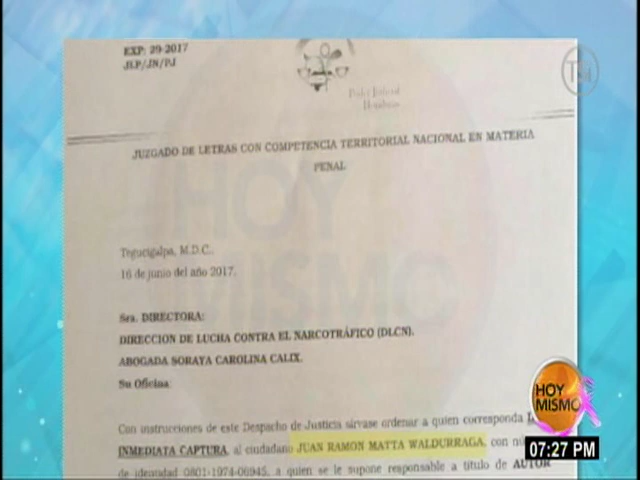 EXP: 29-2017
JLP/JN/PJ
Poder Judicial
Honduras
TN
JUZGADO DE LETRAS CON COMPETENCIA TERRITORIAL NACIONAL EN MATERIA
PENAL
HOY
MISMO
Tegucigalpa, M.D.C.,
16 de junio del año 2017.
Sra. DIRECTORA:
DIRECCION DE LUCHA CONTRA EL NARCOTRÁFICO (DLCN).
ABOGADA SORAYA CAROLINA CALIX.
Su Oficina
Con instrucciones de este Despacho de Justicia sírvase ordenar a quien corresponda
INMEDIATA CAPTURA, al ciudadano JUAN RAMON MATTA WALDURRAGA, con
de identidad 0801-1974-06945, a quien se le supone responsable a título de AUTOR
HOY
MISMO
07:27 PM